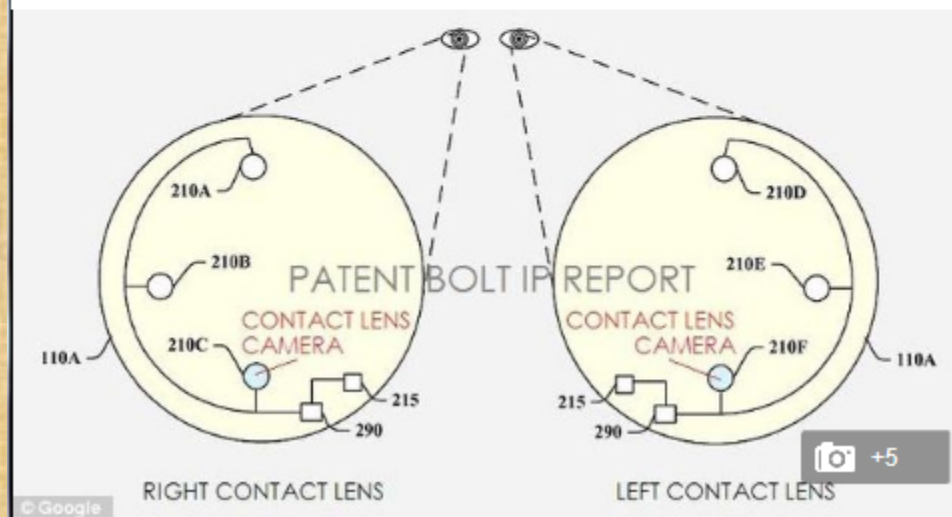 210A
210D
210B
210E
PATENT BOLT IP REPORT
CONTACT LENS
CAMERA
CONTACT LENS
CAMERA
210C
210F
110A
110A
215
215
290
290
+5
RIGHT CONTACT LENS
LEFT CONTACT LENS
© Google